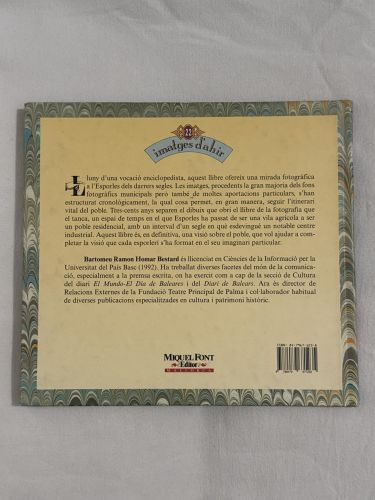 22
imatges d'ahir
Lluny d'una vocació enciclopedista, aquest llibre ofereix una mirada fotogràfica
a l'Esporles dels darrers segles. Les imatges, procedents la gran majoria dels fons
fotogràfics municipals però també de moltes aportacions particulars, s'han
estructurat cronològicament, la qual cosa permet, en gran manera, seguir l'itinerari
vital del poble. Tres-cents anys separen el dibuix que obri el llibre de la fotografia que
el tanca, un espai de temps en el que Esporles ha passat de ser una vila agrícola a ser
un poble residencial, amb un interval d'un segle en què esdevingué un notable centre
industrial. Aquest llibre és, en definitiva, una visió sobre el poble, que vol ajudar a com-
pletar la visió que cada esporlerí s'ha format en el seu imaginari particular.
Bartomeu Ramon Homar Bestard és llicenciat en Ciències de la Informació per la
Universitat del País Basc (1992). Ha treballat diverses facetes del món de la comunica-
ció, especialment a la premsa escrita, on ha exercit com a cap de la secció de Cultura
del diari El Mundo-El Día de Baleares i del Diari de Balears. Ara és director de
Relacions Externes de la Fundació Teatre Principal de Palma i col·laborador habitual
de diverses publicacions especialitzades en cultura i patrimoni històric.
MIQUEL FONT
Editor
MALLORCA